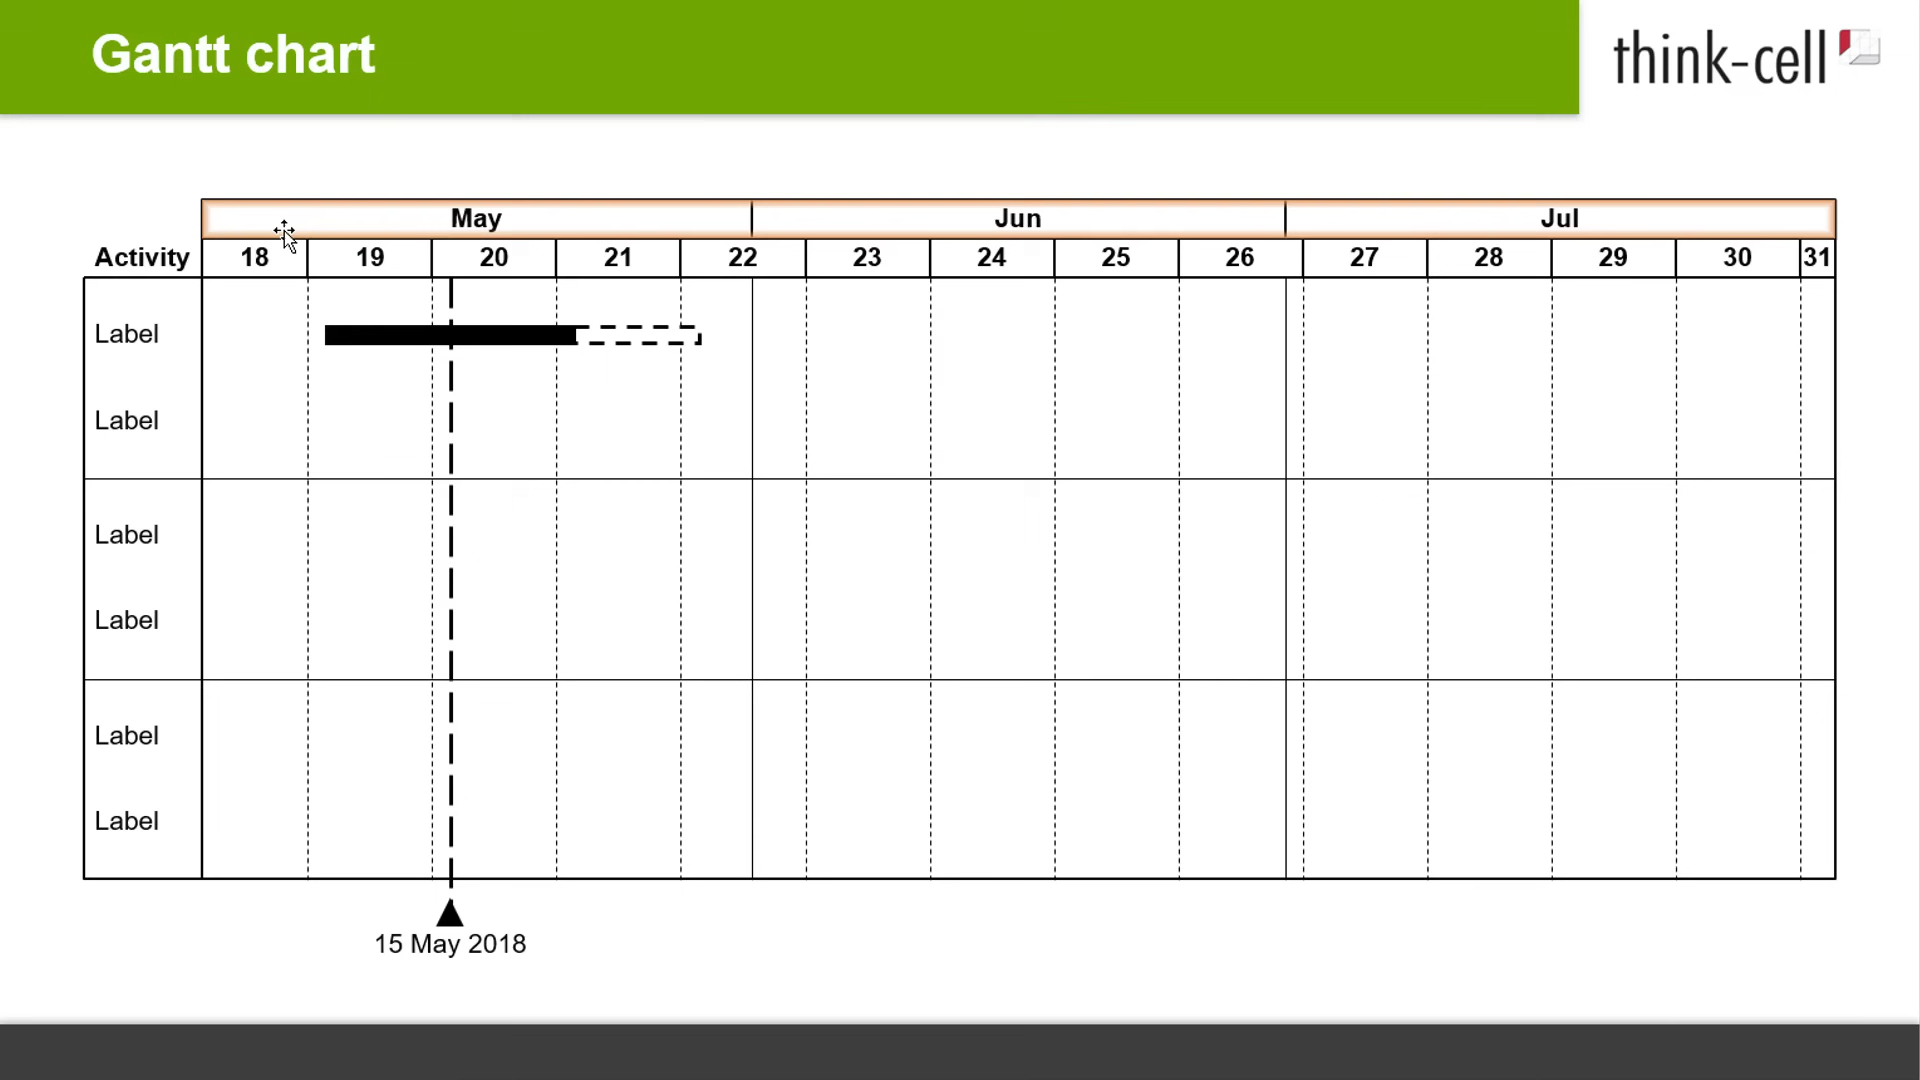 Gantt chart
think-cell
May Jun Jul
Activity 18 19 20 21 22 23 24 25 26 27 28 29 30 31
Label
Label
Label
Label
Label
Label
15 May 2018